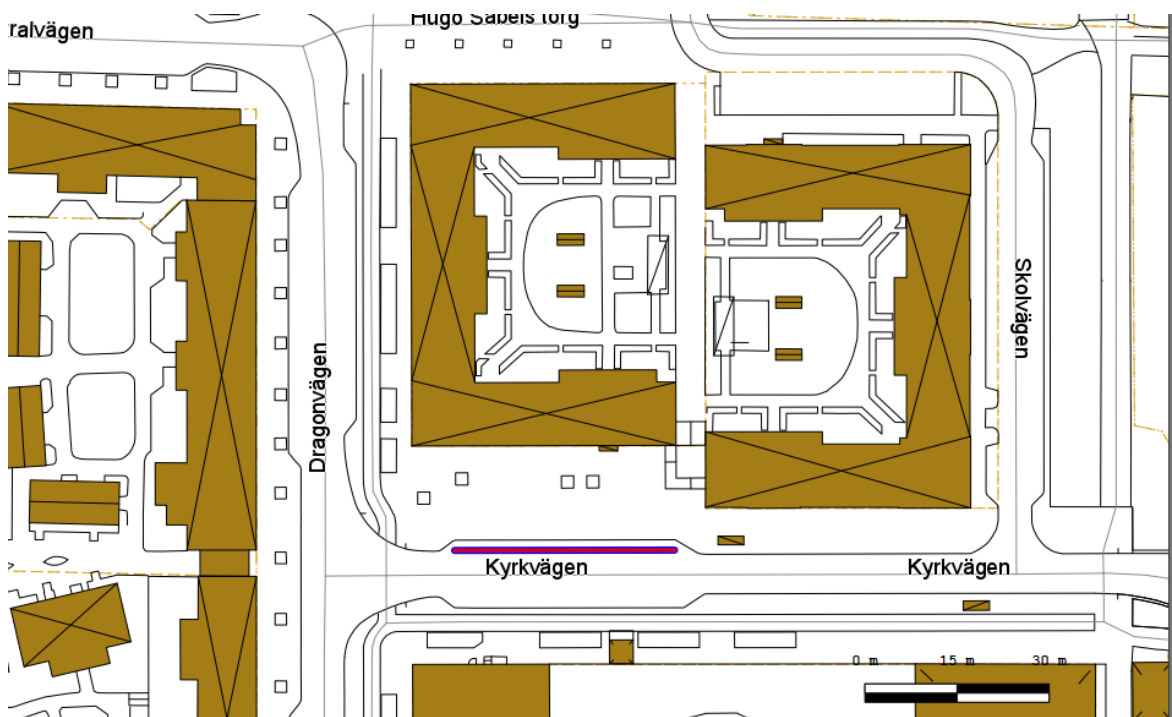 Hugo Sabels torg
ralvägen
Skolvägen
Dragonvägen
Kyrkvägen
Kyrkvägen
0 m 15 m 30 m